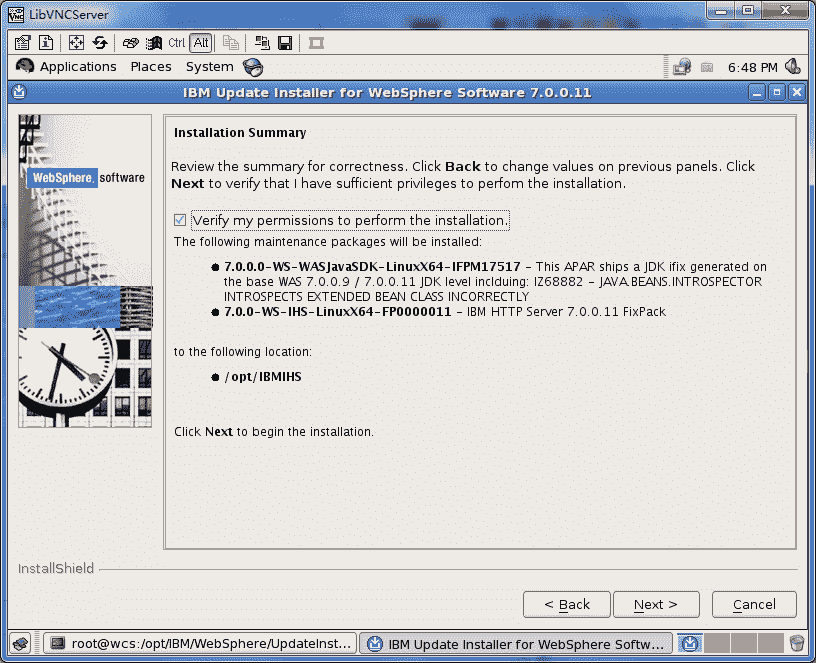 LibVNCServer
Ctrl Alt
Applications Places System 6:48 PM
IBM Update Installer for WebSphere Software 7.0.0.11
WebSphere. software
Installation Summary
Review the summary for correctness. Click Back to change values on previous panels. Click
Next to verify that I have sufficient privileges to perfom the installation.
Verify my permissions to perform the installation.
The following maintenance packages will be installed:
● 7.0.0.0-WS-WASJavaSDK-LinuxX64-IFPM17517 - This APAR ships a JDK ifix generated on
the base WAS 7.0.0.9 / 7.0.0.11 JDK level inclduing: IZ68882 - JAVA.BEANS.INTROSPECTOR
INTROSPECTS EXTENDED BEAN CLASS INCORRECTLY
● 7.0.0-WS-IHS-LinuxX64-FP0000011 - IBM HTTP Server 7.0.0.11 FixPack
to the following location:
● /opt/IBMIHS
Click Next to begin the installation.
InstallShield
< Back Next > Cancel
root@wcs:/opt/IBM/WebSphere/UpdateInst... IBM Update Installer for WebSphere Softw...